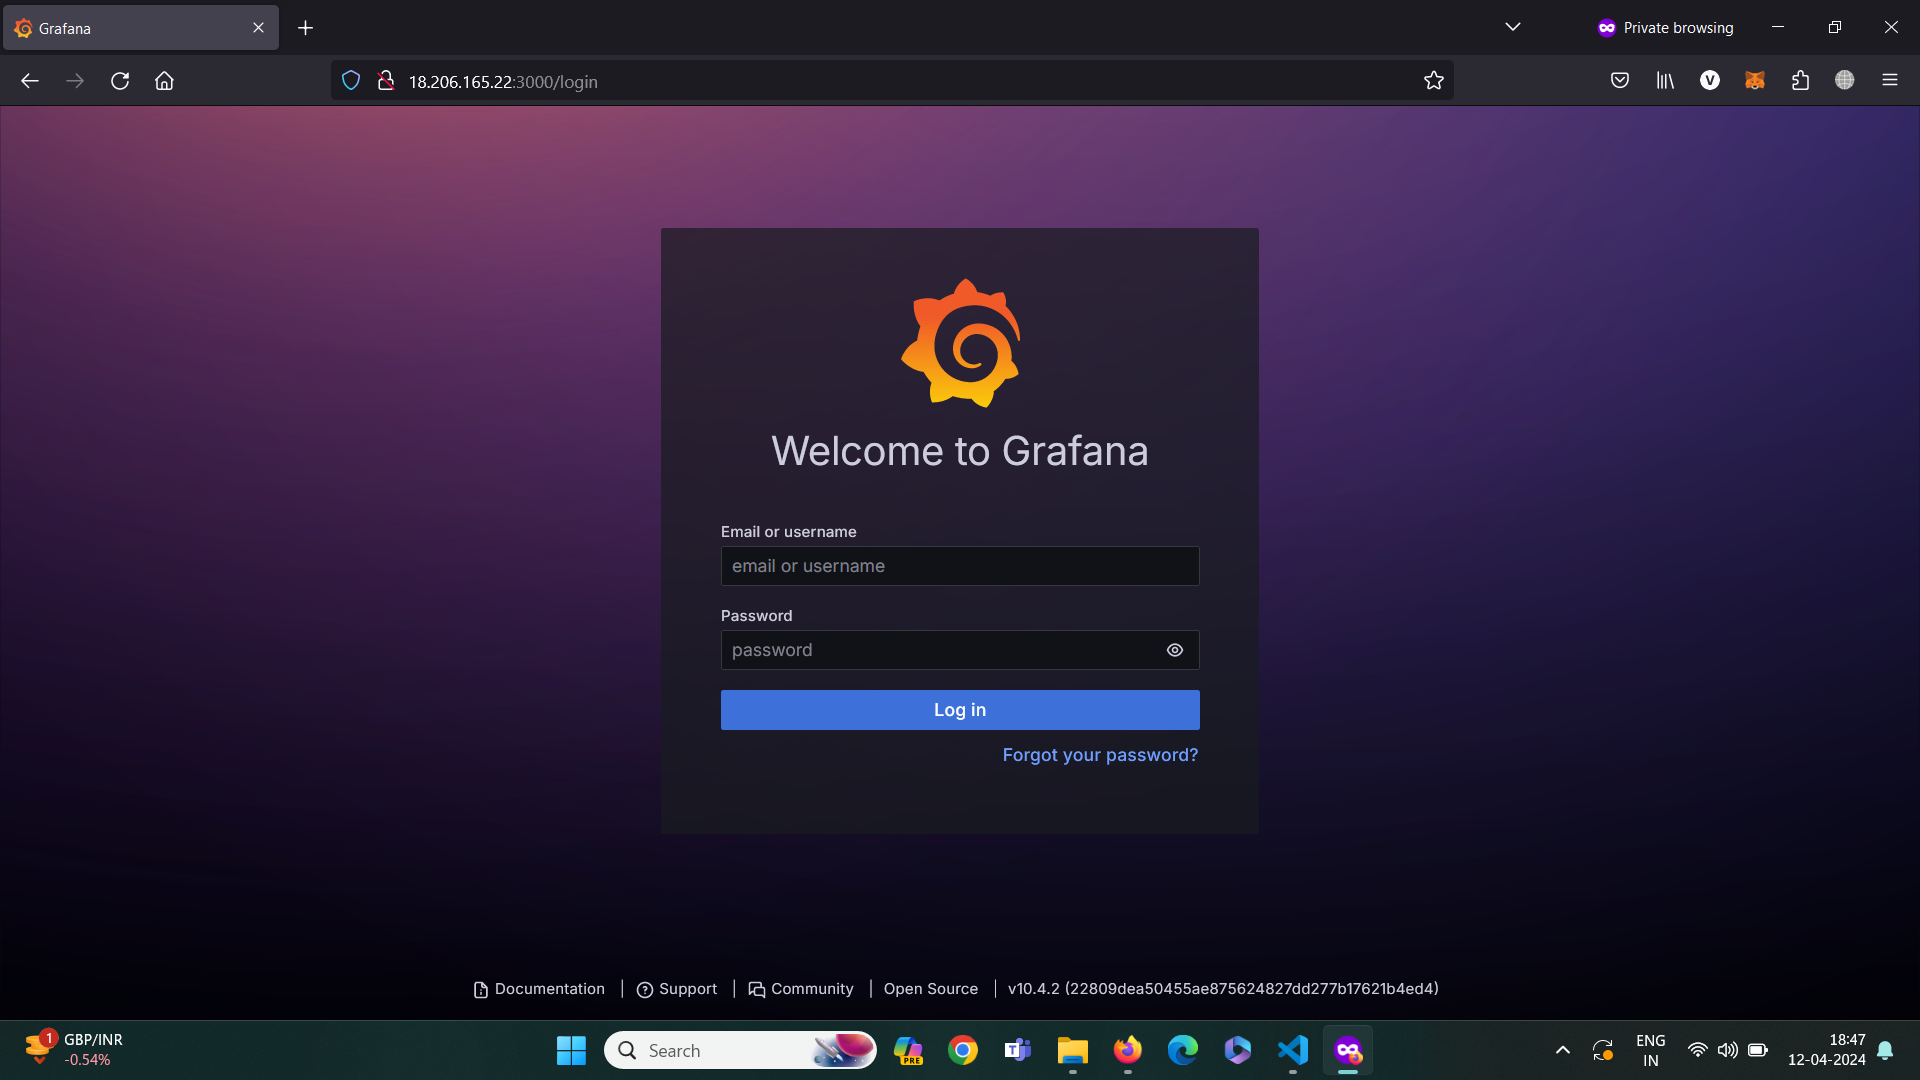 Grafana
Private browsing
18.206.165.22:3000/login
V
Welcome to Grafana
Email or username
email or username
Password
password
Log in
Forgot your password?
Documentation | Support | Community | Open Source | v10.4.2 (22809dea50455ae875624827dd277b17621b4ed4)
1
GBP/INR
-0.54%
Search
PRE
T
ENG
IN
18:47
12-04-2024